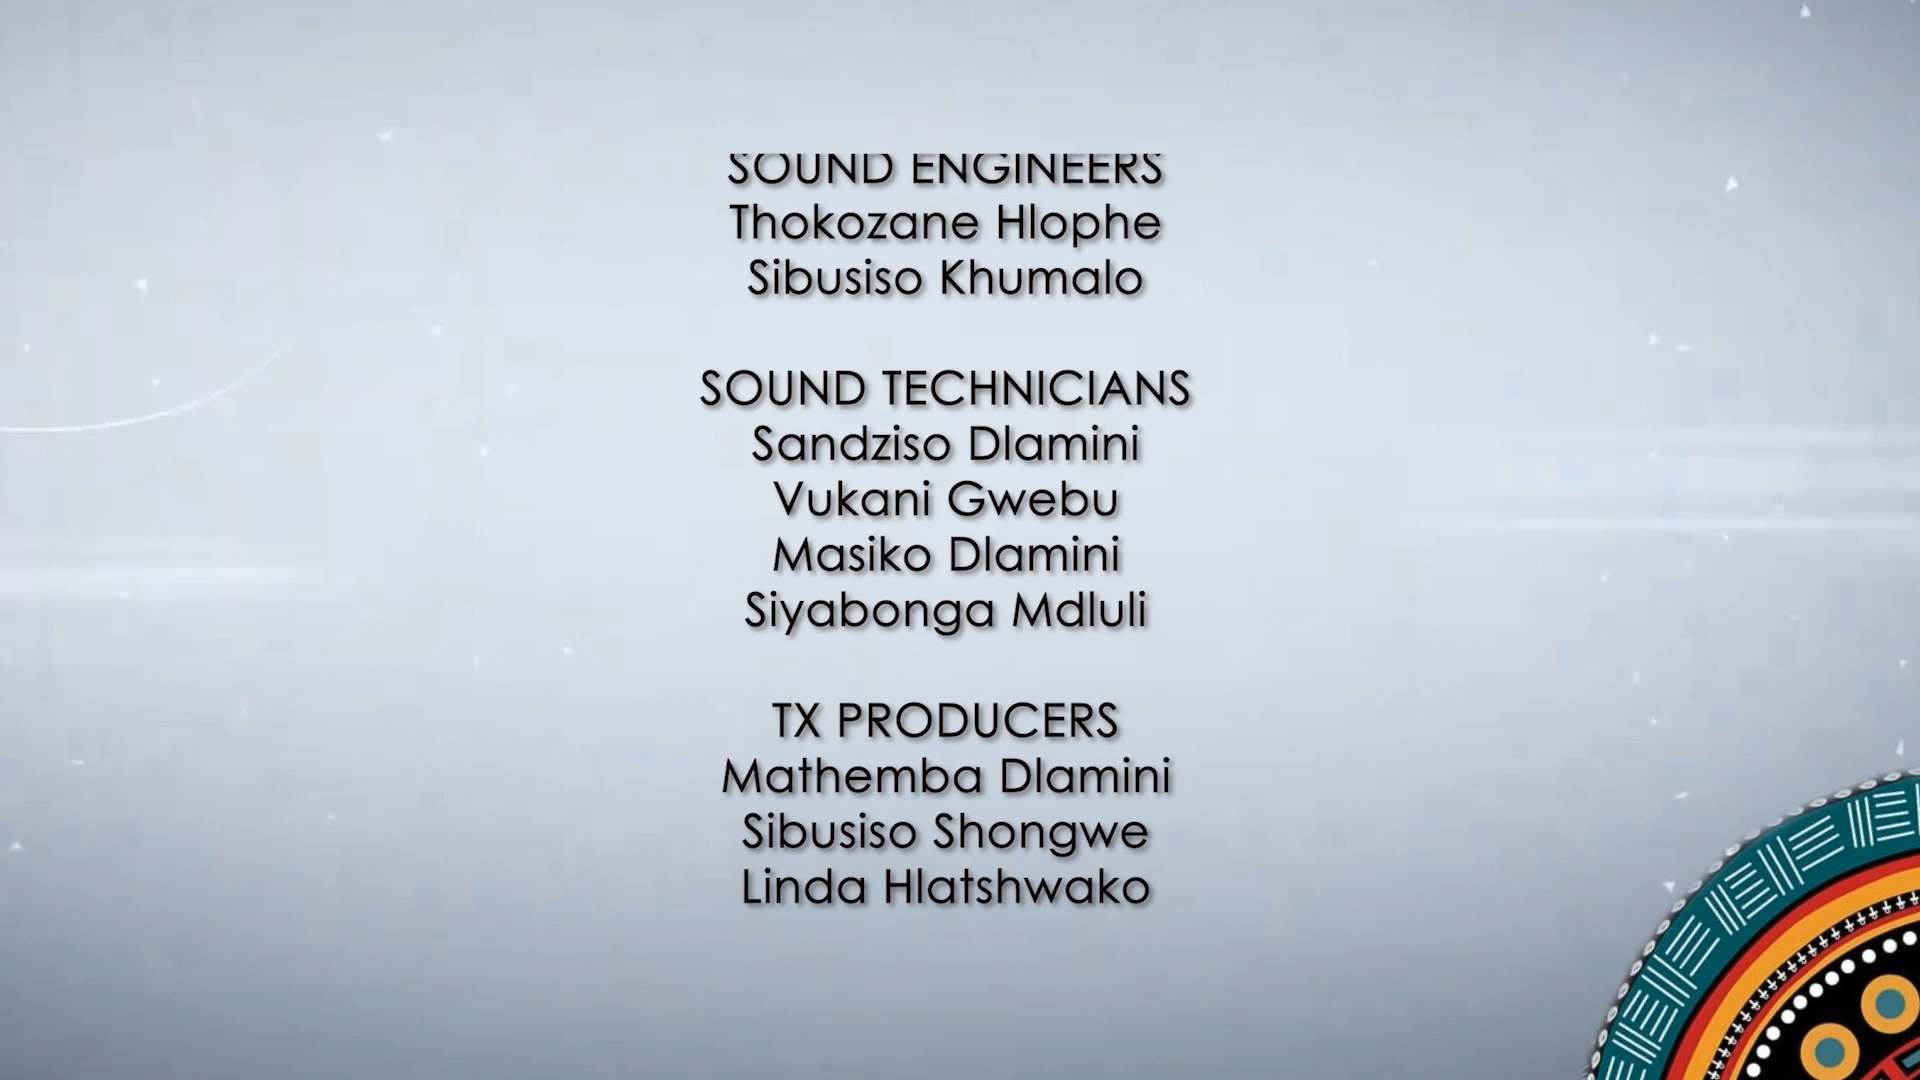 SOUND ENGINEERS
Thokozane Hlophe
Sibusiso Khumalo
SOUND TECHNICIANS
Sandziso Dlamini
Vukani Gwebu
Masiko Dlamini
Siyabonga Mdluli
TX PRODUCERS
Mathemba Dlamini
Sibusiso Shongwe
Linda Hlatshwako